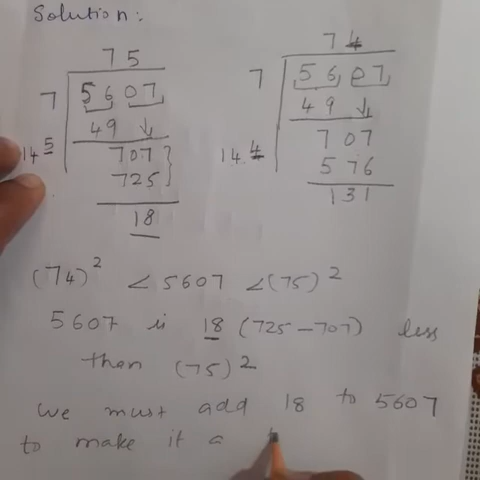 Solution:
75
7 5607
49 ↓
145 707
725
18
74
7 5607
49 ↓
144 707
576
131
(74)² < 5607 < (75)²
5607 is 18 (725-707) less
than (75)²
we must add 18 to 5607
to make it a